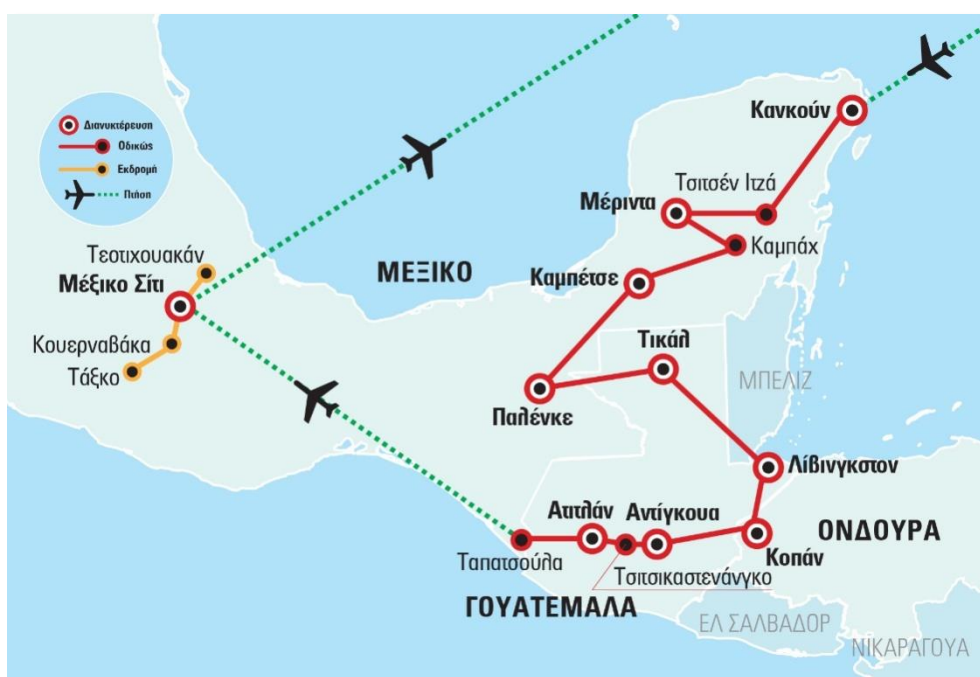 Διανυκτέρευση
Οδικώς
Εκδρομή
Πτήση
Κανκούν
Τσιτσέν Ιτζά
Μέριντα
Καμπάχ
Τεοτιχουακάν
ΜΕΞΙΚΟ
Μέξικο Σίτι
Καμπέτσε
Κουερναβάκα
Τικάλ
Τάξκο
ΜΠΕΛΙΖ
Παλένκε
Λίβινγκστον
Ατιτλάν
Αντίγκουα
ΟΝΔΟΥΡΑ
Ταπατσούλα
Κοπάν
Τσιτσικαστενάνγκο
ΓΟΥΑΤΕΜΑΛΑ
ΕΛ ΣΑΛΒΑΔΟΡ
ΝΙΚΑΡΑΓΟΥΑ